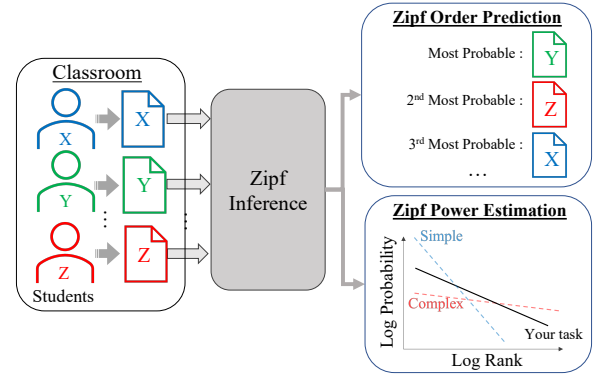 Classroom
X
X
Y
Y
...
...
Z
Z
Students
Zipf
Inference
Zipf Order Prediction
Most Probable :
Y
2nd Most Probable :
Z
3rd Most Probable :
X
...
Zipf Power Estimation
Simple
Complex
Your task
Log Probability
Log Rank